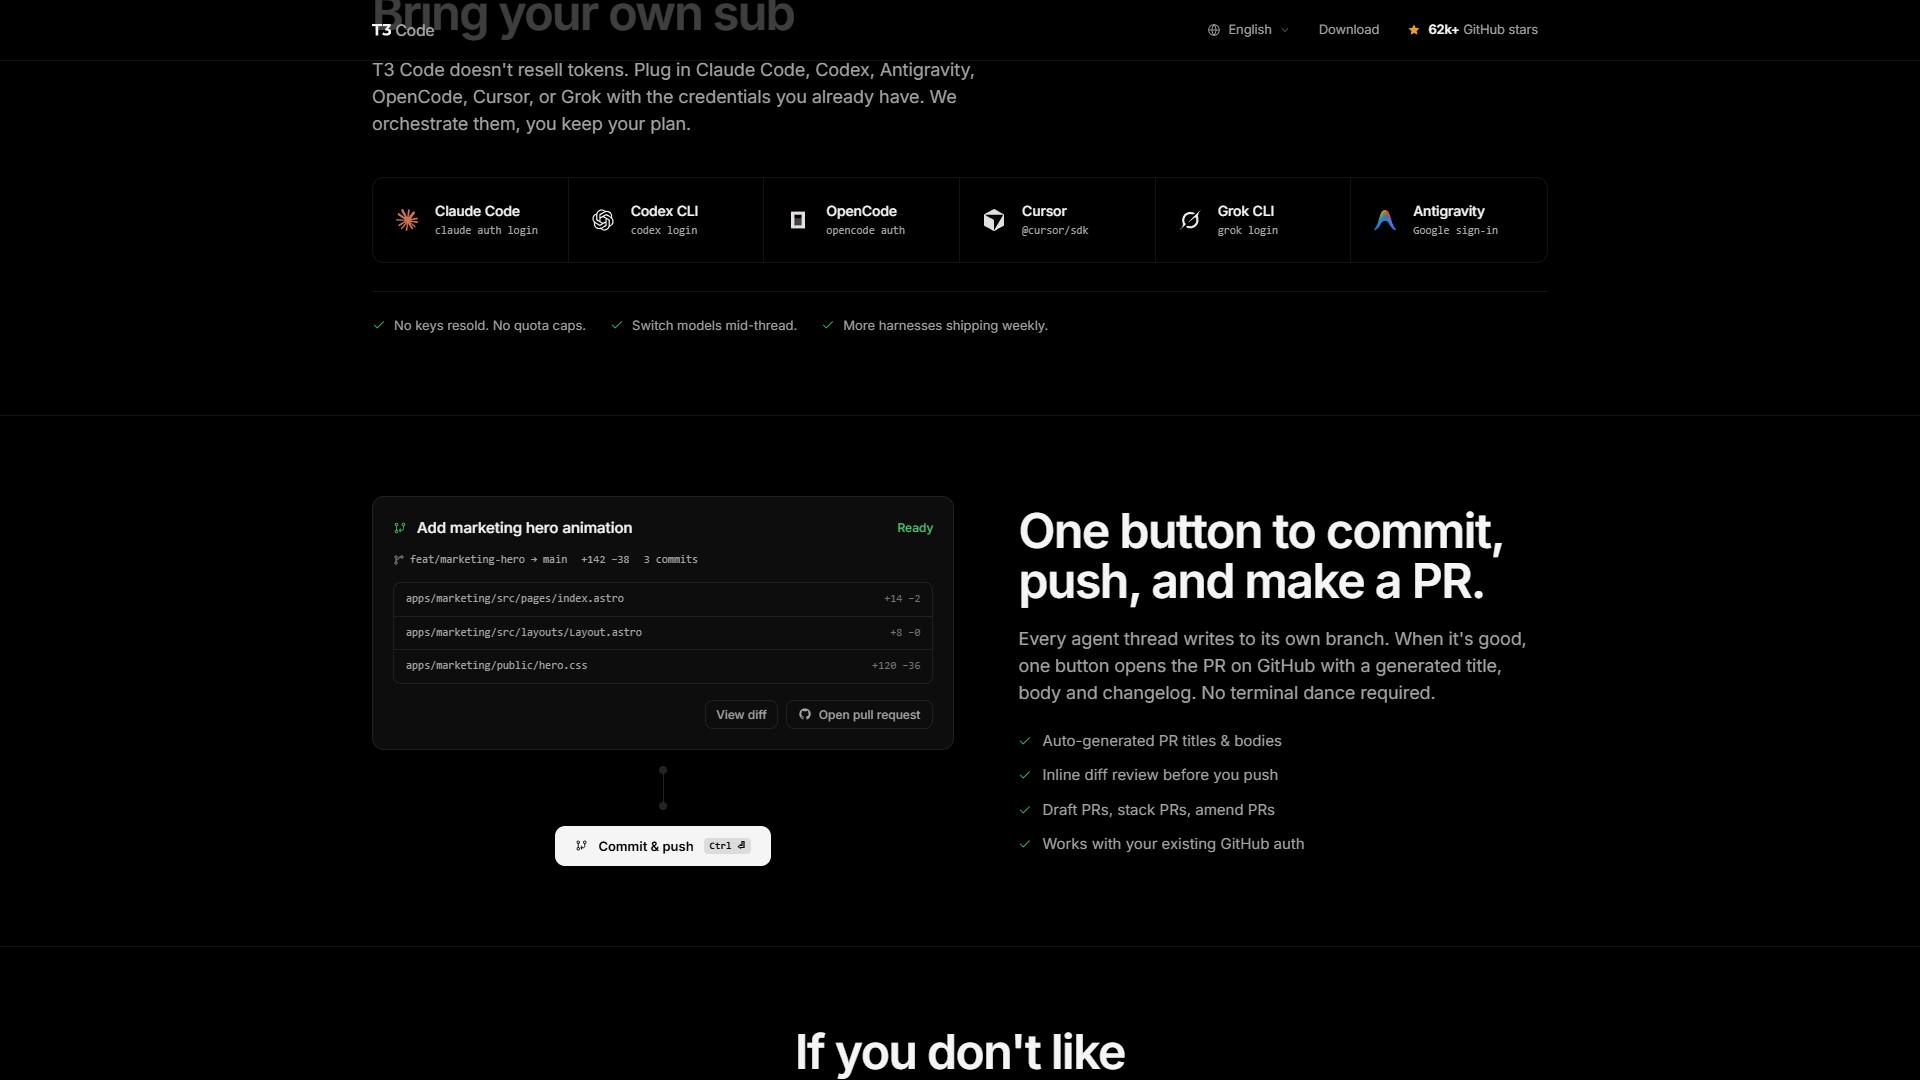 Bring your own sub
T3 Code
English
Download
62k+ GitHub stars
T3 Code doesn't resell tokens. Plug in Claude Code, Codex, Antigravity,
OpenCode, Cursor, or Grok with the credentials you already have. We
orchestrate them, you keep your plan.
Claude Code
claude auth login
Codex CLI
codex login
OpenCode
opencode auth
Cursor
@cursor/sdk
Grok CLI
grok login
Antigravity
Google sign-in
No keys resold. No quota caps.
Switch models mid-thread.
More harnesses shipping weekly.
Add marketing hero animation
Ready
feat/marketing-hero → main +142 −38 3 commits
apps/marketing/src/pages/index.astro +14 −2
apps/marketing/src/layouts/Layout.astro +8 −0
apps/marketing/public/hero.css +120 −36
View diff
Open pull request
Commit & push Ctrl ⏎
One button to commit,
push, and make a PR.
Every agent thread writes to its own branch. When it's good,
one button opens the PR on GitHub with a generated title,
body and changelog. No terminal dance required.
Auto-generated PR titles & bodies
Inline diff review before you push
Draft PRs, stack PRs, amend PRs
Works with your existing GitHub auth
If you don't like